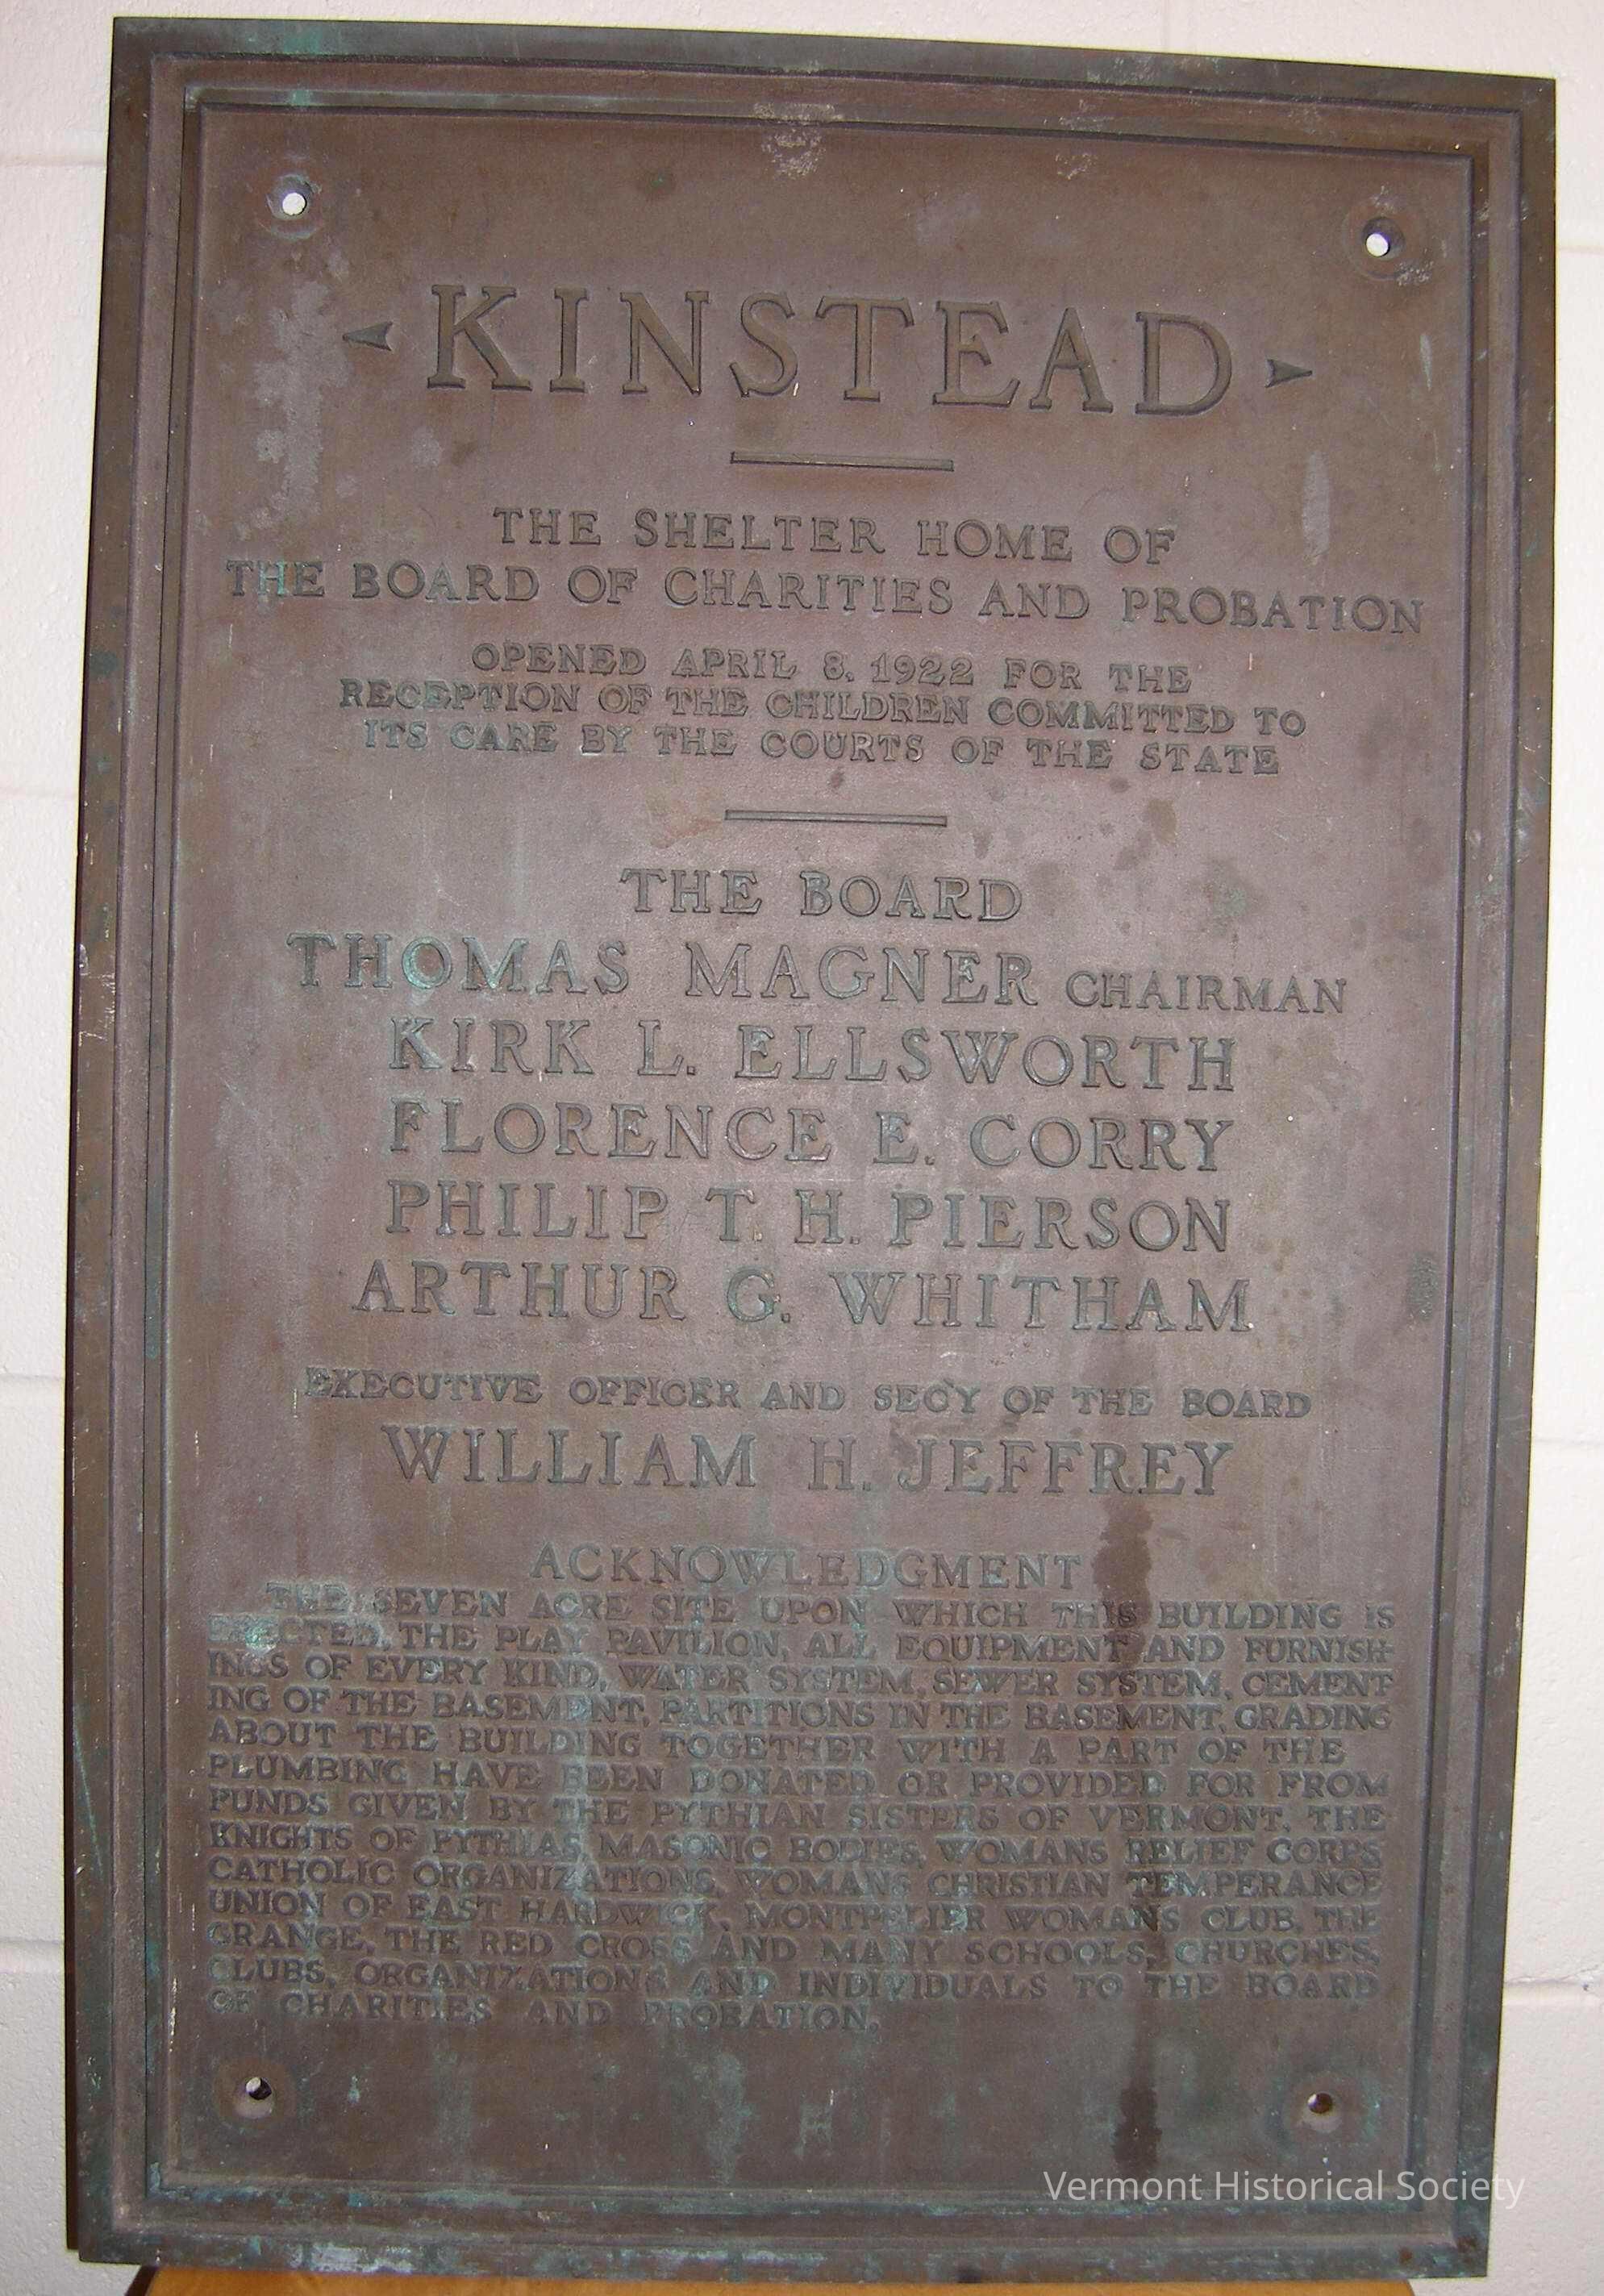 KINSTEAD
THE SHELTER HOME OF
THE BOARD OF CHARITIES AND PROBATION
OPENED APRIL 8. 1922 FOR THE
RECEPTION OF THE CHILDREN COMMITTED TO
ITS CARE BY THE COURTS OF THE STATE
THE BOARD
THOMAS MAGNER CHAIRMAN
KIRK L. ELLSWORTH
FLORENCE E. CORRY
PHILIP T. H. PIERSON
ARTHUR G. WHITHAM
EXECUTIVE OFFICER AND SEC'Y OF THE BOARD
WILLIAM H. JEFFREY
ACKNOWLEDGMENT
THE SEVEN ACRE SITE UPON WHICH THIS BUILDING IS
ERECTED, THE PLAY PAVILION, ALL EQUIPMENT AND FURNISH-
INGS OF EVERY KIND, WATER SYSTEM, SEWER SYSTEM, CEMENT
ING OF THE BASEMENT, PARTITIONS IN THE BASEMENT, GRADING
ABOUT THE BUILDING TOGETHER WITH A PART OF THE
PLUMBING HAVE BEEN DONATED OR PROVIDED FOR FROM
FUNDS GIVEN BY THE PYTHIAN SISTERS OF VERMONT, THE
KNIGHTS OF PYTHIAS, MASONIC BODIES, WOMANS RELIEF CORPS
CATHOLIC ORGANIZATIONS, WOMANS CHRISTIAN TEMPERANCE
UNION OF EAST HARDWICK, MONTPELIER WOMANS CLUB, THE
GRANGE, THE RED CROSS AND MANY SCHOOLS, CHURCHES,
CLUBS, ORGANIZATIONS AND INDIVIDUALS TO THE BOARD
OF CHARITIES AND PROBATION.
Vermont Historical Society